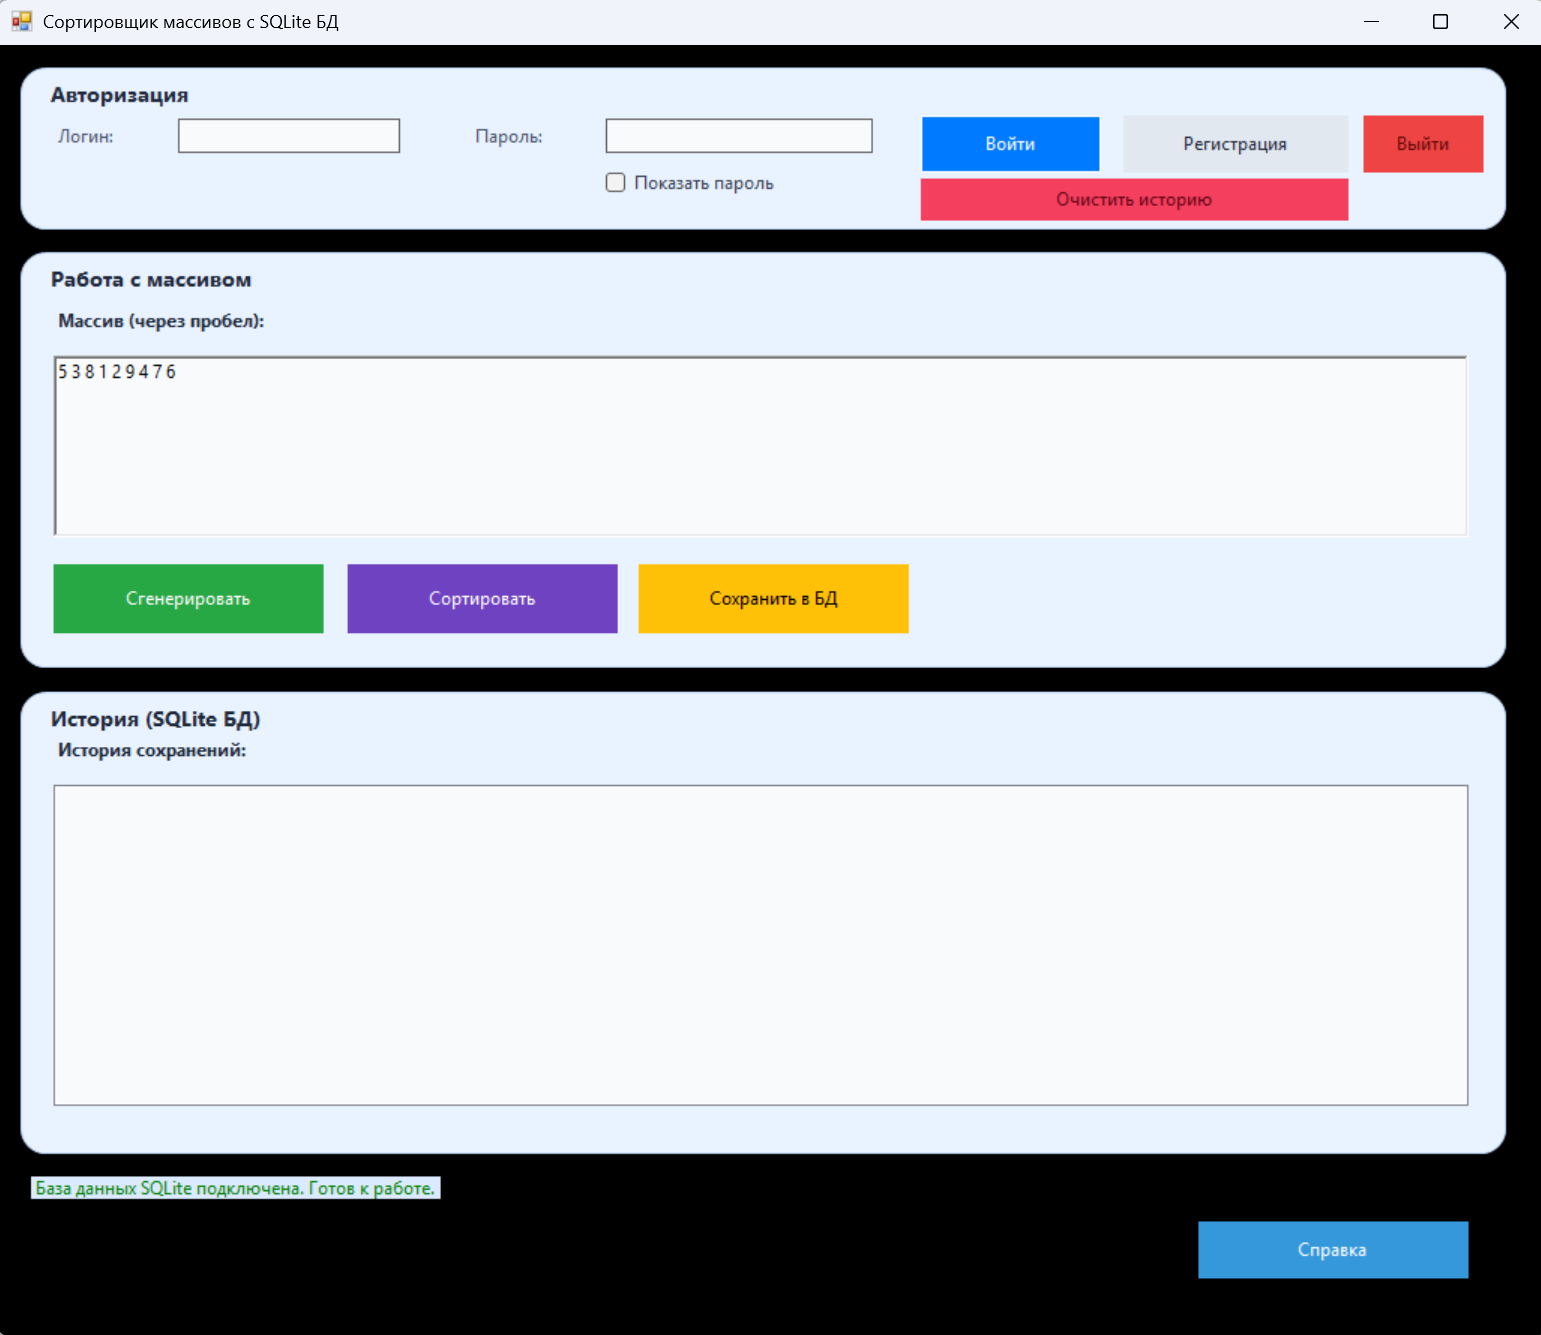 Сортировщик массивов с SQLite БД
Авторизация
Логин:
Пароль:
Войти
Регистрация
Выйти
Показать пароль
Очистить историю
Работа с массивом
Массив (через пробел):
5 3 8 1 2 9 4 7 6
Сгенерировать
Сортировать
Сохранить в БД
История (SQLite БД)
История сохранений:
База данных SQLite подключена. Готов к работе.
Справка